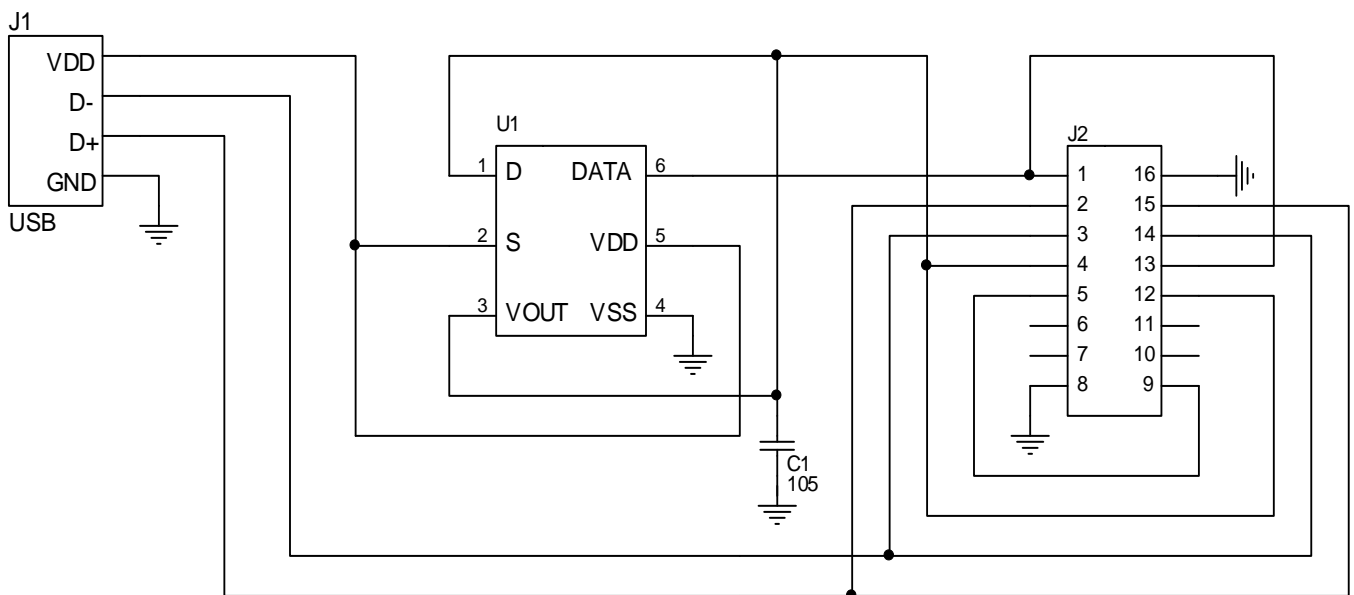 J1
VDD
D-
D+
GND
USB
U1
1 D DATA 6
2 S VDD 5
3 VOUT VSS 4
C1
105
J2
1 16
2 15
3 14
4 13
5 12
6 11
7 10
8 9